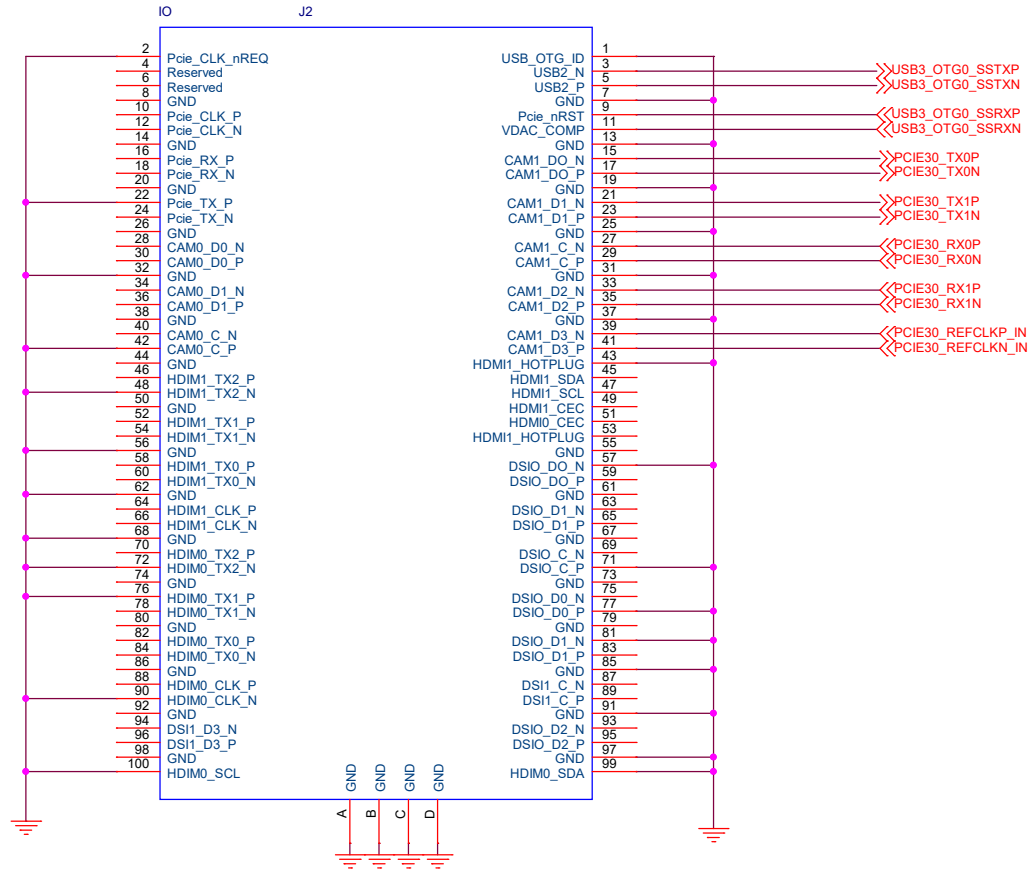 IO
J2
2 Pcie_CLK_nREQ
4 Reserved
6 Reserved
8 GND
10 Pcie_CLK_P
12 Pcie_CLK_N
14 GND
16 Pcie_RX_P
18 Pcie_RX_N
20 GND
22 Pcie_TX_P
24 Pcie_TX_N
26 GND
28 CAM0_D0_N
30 CAM0_D0_P
32 GND
34 CAM0_D1_N
36 CAM0_D1_P
38 GND
40 CAM0_C_N
42 CAM0_C_P
44 GND
46 HDIM1_TX2_P
48 HDIM1_TX2_N
50 GND
52 HDIM1_TX1_P
54 HDIM1_TX1_N
56 GND
58 HDIM1_TX0_P
60 HDIM1_TX0_N
62 GND
64 HDIM1_CLK_P
66 HDIM1_CLK_N
68 GND
70 HDIM0_TX2_P
72 HDIM0_TX2_N
74 GND
76 HDIM0_TX1_P
78 HDIM0_TX1_N
80 GND
82 HDIM0_TX0_P
84 HDIM0_TX0_N
86 GND
88 HDIM0_CLK_P
90 HDIM0_CLK_N
92 GND
94 DSI1_D3_N
96 DSI1_D3_P
98 GND
100 HDIM0_SCL
USB_OTG_ID 1
USB2_N 3 USB3_OTG0_SSTXP
USB2_P 5 USB3_OTG0_SSTXN
GND 7
Pcie_nRST 9 USB3_OTG0_SSRXP
VDAC_COMP 11 USB3_OTG0_SSRXN
GND 13
CAM1_DO_N 15 PCIE30_TX0P
CAM1_DO_P 17 PCIE30_TX0N
GND 19
CAM1_D1_N 21 PCIE30_TX1P
CAM1_D1_P 23 PCIE30_TX1N
GND 25
CAM1_C_N 27 PCIE30_RX0P
CAM1_C_P 29 PCIE30_RX0N
GND 31
CAM1_D2_N 33 PCIE30_RX1P
CAM1_D2_P 35 PCIE30_RX1N
GND 37
CAM1_D3_N 39 PCIE30_REFCLKP_IN
CAM1_D3_P 41 PCIE30_REFCLKN_IN
HDMI1_HOTPLUG 43
HDMI1_SDA 45
HDMI1_SCL 47
HDMI1_CEC 49
HDMI0_CEC 51
HDMI1_HOTPLUG 53
GND 55
DSIO_DO_N 57
DSIO_DO_P 59
GND 61
DSIO_D1_N 63
DSIO_D1_P 65
GND 67
DSIO_C_N 69
DSIO_C_P 71
GND 73
DSIO_D0_N 75
DSIO_D0_P 77
GND 79
DSIO_D1_N 81
DSIO_D1_P 83
GND 85
DSI1_C_N 87
DSI1_C_P 89
GND 91
DSIO_D2_N 93
DSIO_D2_P 95
GND 97
HDIM0_SDA 99
GND GND GND GND
A B C D